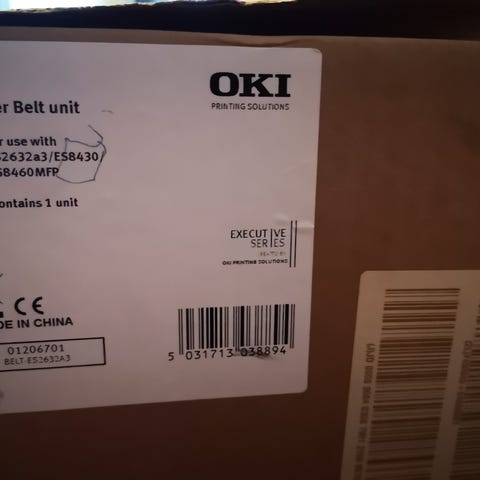 OKI
PRINTING SOLUTIONS
er Belt unit
r use with
S2632a3/ES8430/
S8460MFP
ontains 1 unit
EXECUTIVE
SERIES
OKI PRINTING SOLUTIONS
CE
DE IN CHINA
01206701
BELT-ES2632A3
5 031713 038894